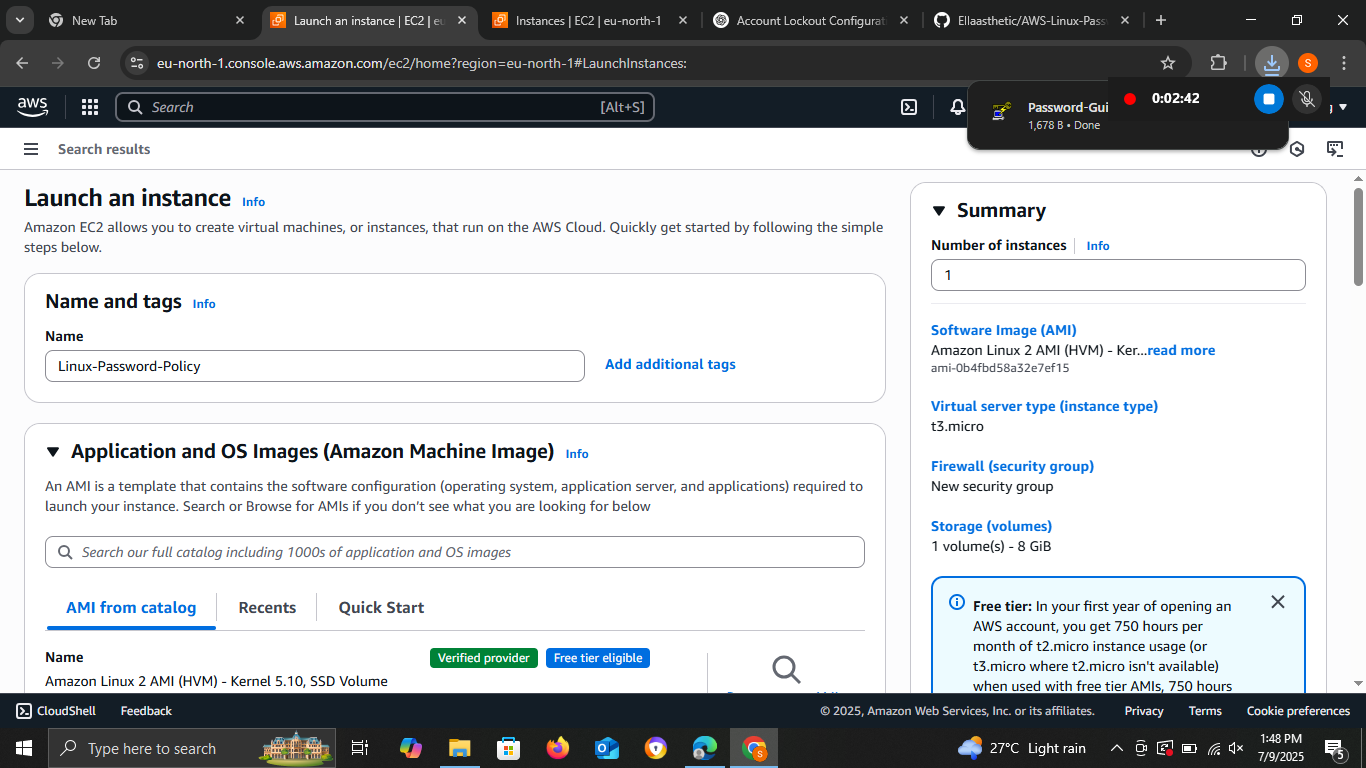 New Tab
Launch an instance | EC2 | eu
Instances | EC2 | eu-north-1
Account Lockout Configurat
Ellaasthetic/AWS-Linux-Pass
eu-north-1.console.aws.amazon.com/ec2/home?region=eu-north-1#LaunchInstances:
S
aws
Search
[Alt+S]
Password-Gui
1,678 B • Done
0:02:42
Search results
Launch an instance
Info
Amazon EC2 allows you to create virtual machines, or instances, that run on the AWS Cloud. Quickly get started by following the simple
steps below.
Name and tags
Info
Name
Linux-Password-Policy
Add additional tags
Application and OS Images (Amazon Machine Image)
Info
An AMI is a template that contains the software configuration (operating system, application server, and applications) required to
launch your instance. Search or Browse for AMIs if you don’t see what you are looking for below
Search our full catalog including 1000s of application and OS images
AMI from catalog
Recents
Quick Start
Name
Verified provider
Free tier eligible
Amazon Linux 2 AMI (HVM) - Kernel 5.10, SSD Volume
Summary
Number of instances
Info
1
Software Image (AMI)
Amazon Linux 2 AMI (HVM) - Ker...read more
ami-0b4fbd58a32e7ef15
Virtual server type (instance type)
t3.micro
Firewall (security group)
New security group
Storage (volumes)
1 volume(s) - 8 GiB
Free tier: In your first year of opening an
AWS account, you get 750 hours per
month of t2.micro instance usage (or
t3.micro where t2.micro isn't available)
when used with free tier AMIs, 750 hours
CloudShell
Feedback
© 2025, Amazon Web Services, Inc. or its affiliates.
Privacy
Terms
Cookie preferences
Type here to search
27°C
Light rain
1:48 PM
7/9/2025
5